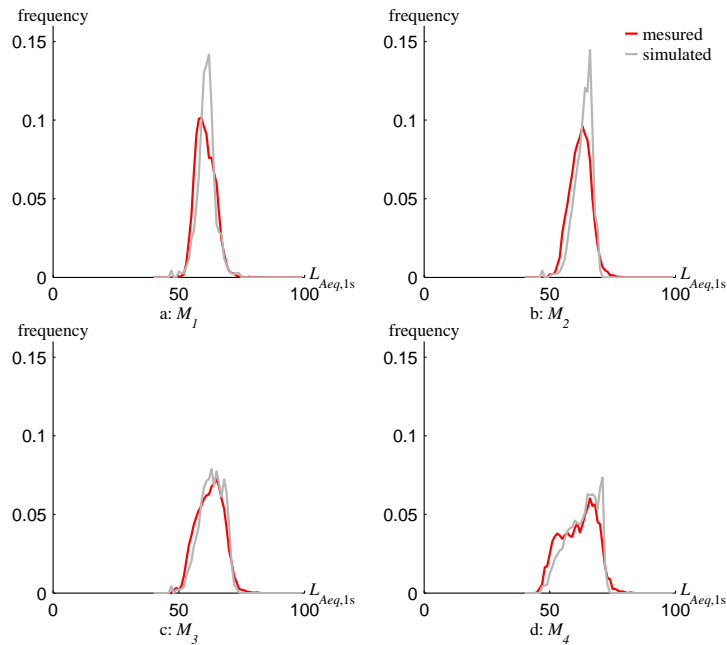 frequency
0.15
0.1
0.05
0
0
50
100
L_Aeq,1s
a: M_1
frequency
0.15
0.1
0.05
0
0
50
100
L_Aeq,1s
b: M_2
mesured
simulated
frequency
0.15
0.1
0.05
0
0
50
100
L_Aeq,1s
c: M_3
frequency
0.15
0.1
0.05
0
0
50
100
L_Aeq,1s
d: M_4